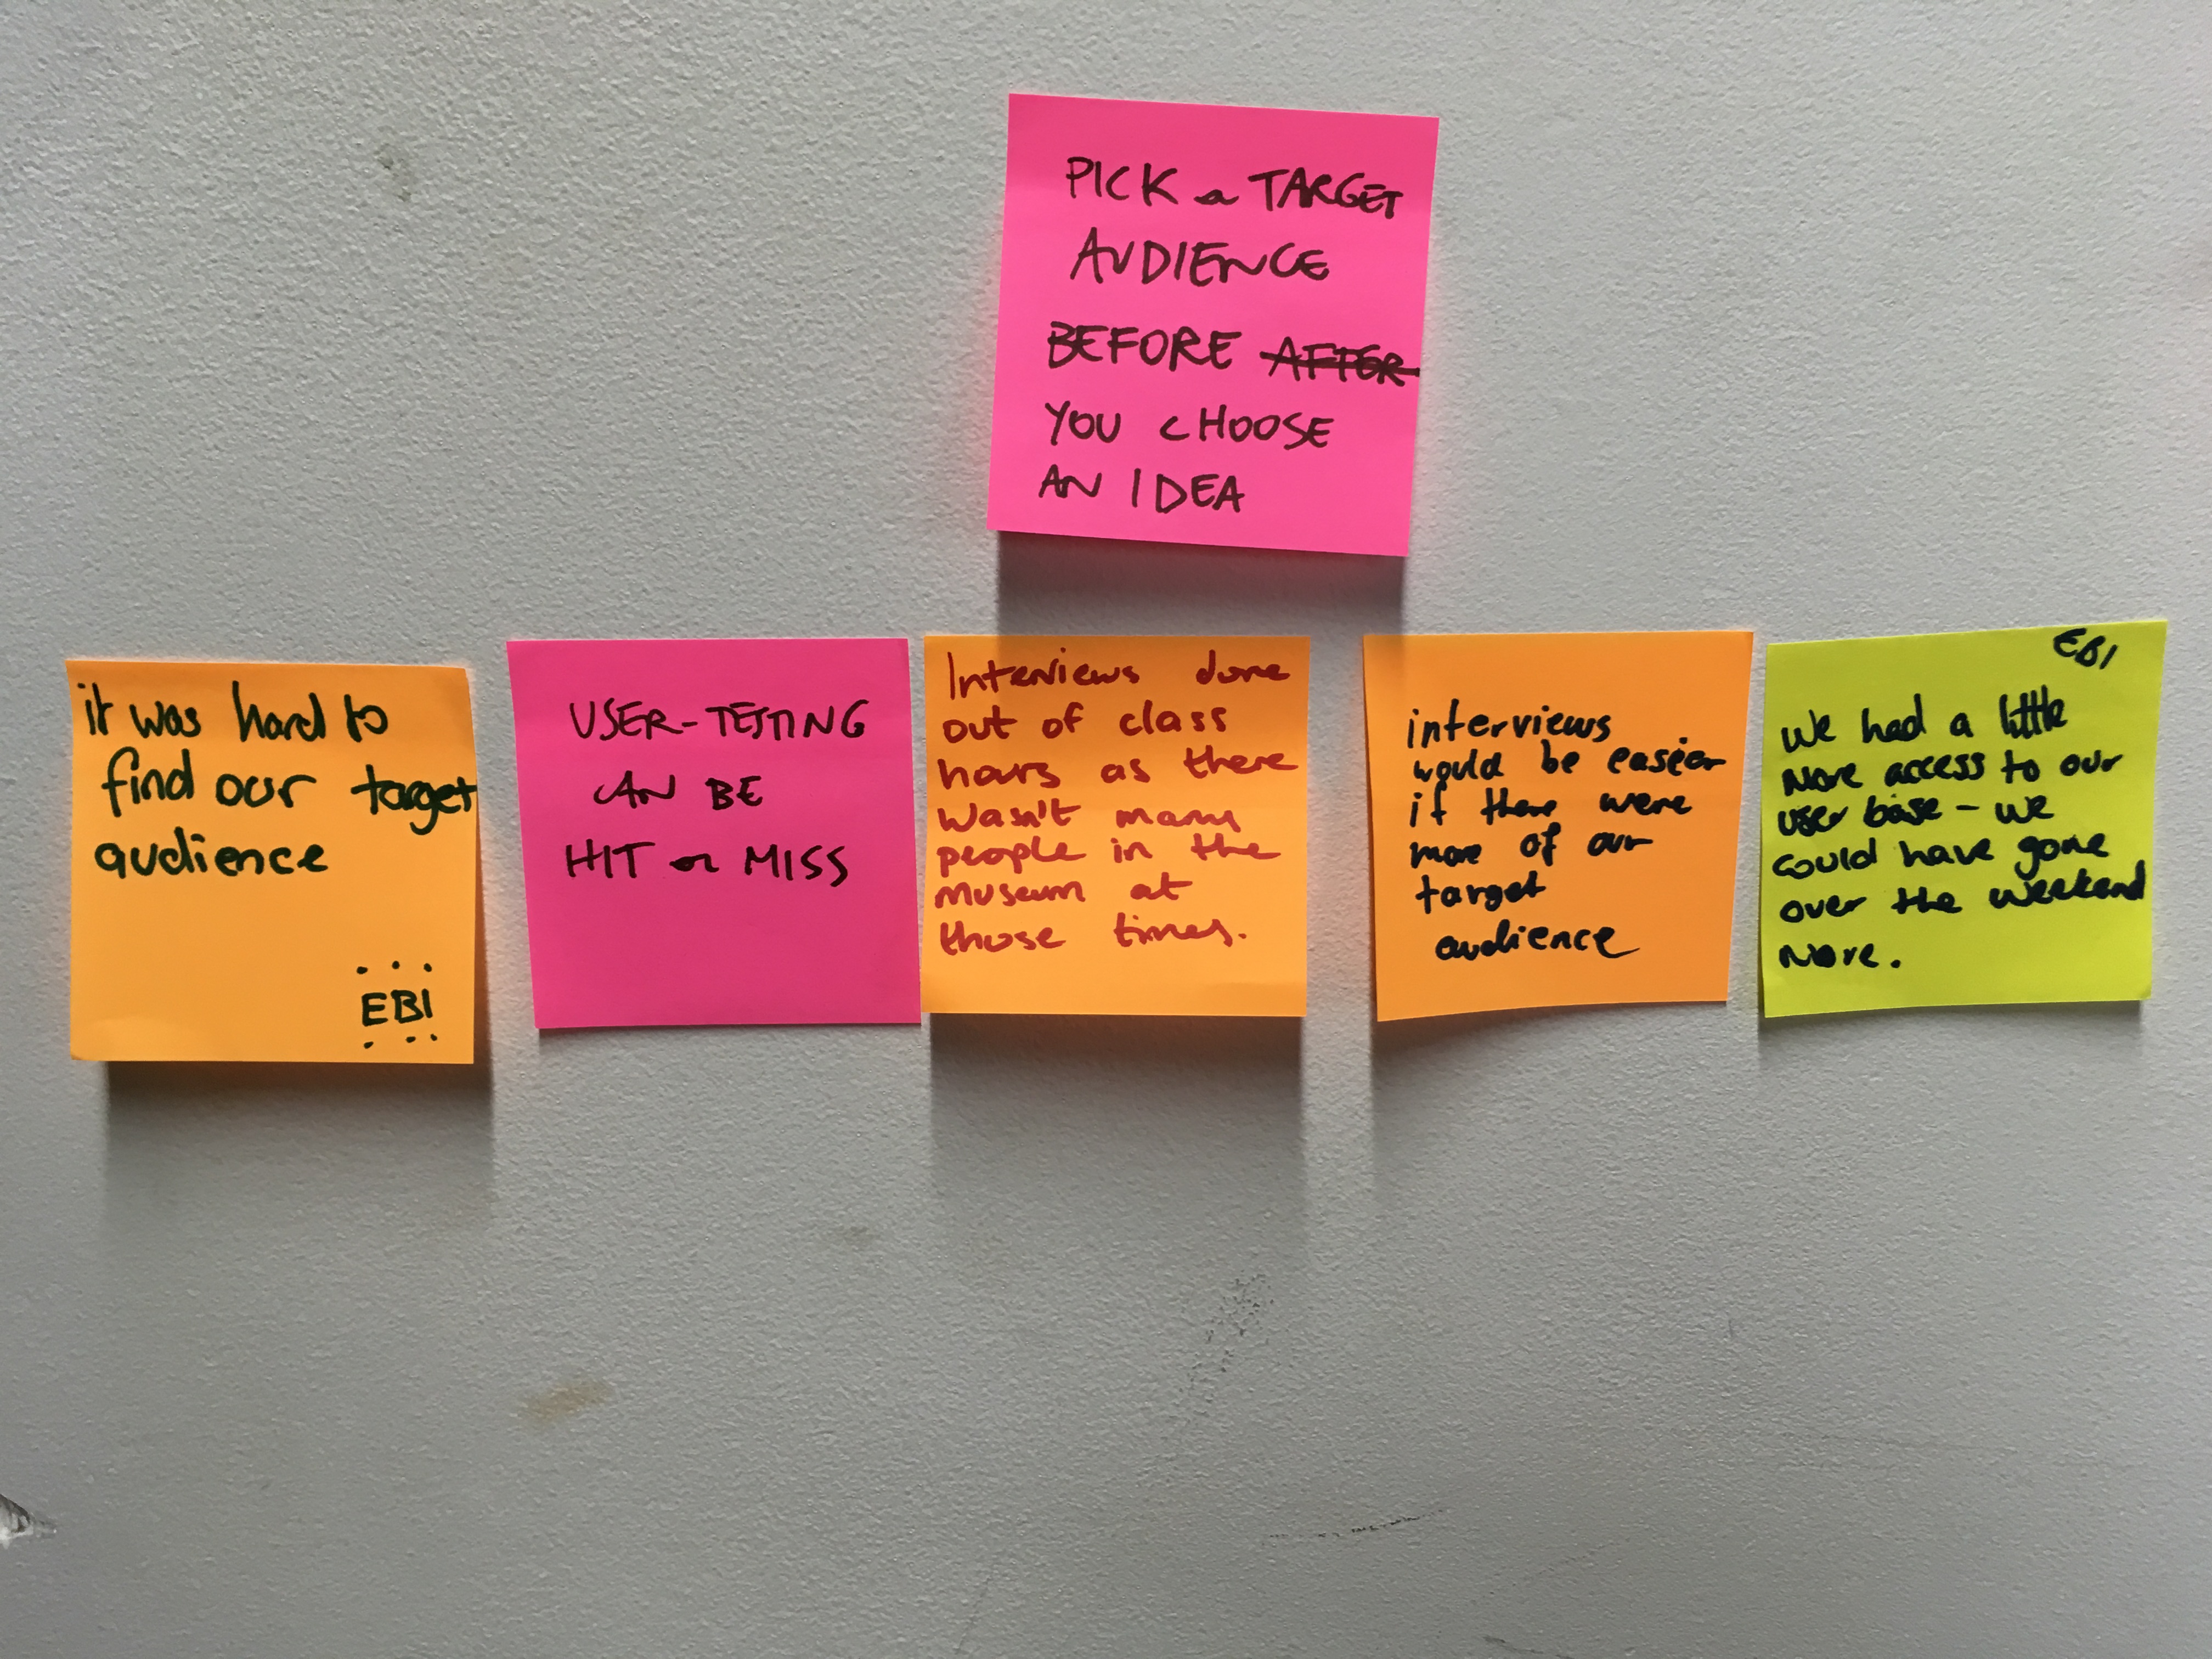 PICK a TARGET
AUDIENCE
BEFORE AFTER
YOU CHOOSE
AN IDEA
it was hard to
find our target
audience
EBI
USER-TESTING
CAN BE
HIT or MISS
Interviews done
out of class
hours as there
wasn't many
people in the
museum at
those times.
interviews
would be easier
if there were
more of our
target
audience
EBI
We had a little
more access to our
user base - we
could have gone
over the weekend
more.